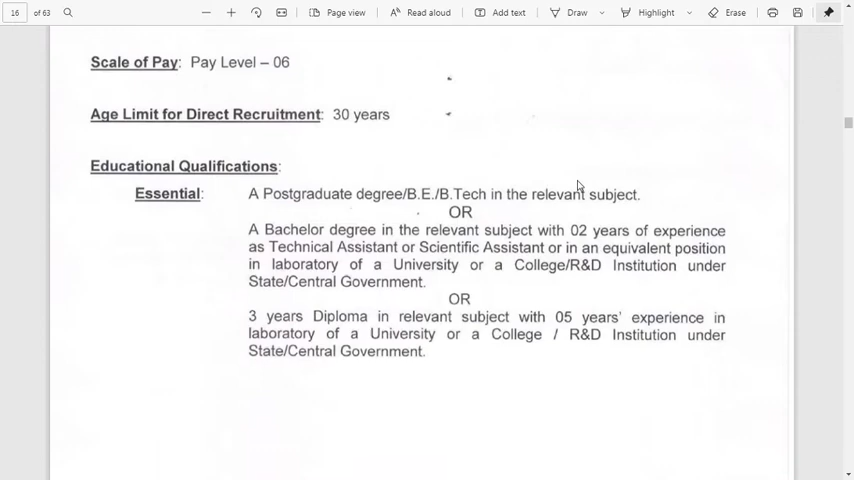 16 of 63 Page view Read aloud Add text Draw Highlight Erase
Scale of Pay: Pay Level – 06
Age Limit for Direct Recruitment: 30 years
Educational Qualifications:
Essential: A Postgraduate degree/B.E./B.Tech in the relevant subject.
OR
A Bachelor degree in the relevant subject with 02 years of experience
as Technical Assistant or Scientific Assistant or in an equivalent position
in laboratory of a University or a College/R&D Institution under
State/Central Government.
OR
3 years Diploma in relevant subject with 05 years' experience in
laboratory of a University or a College / R&D Institution under
State/Central Government.